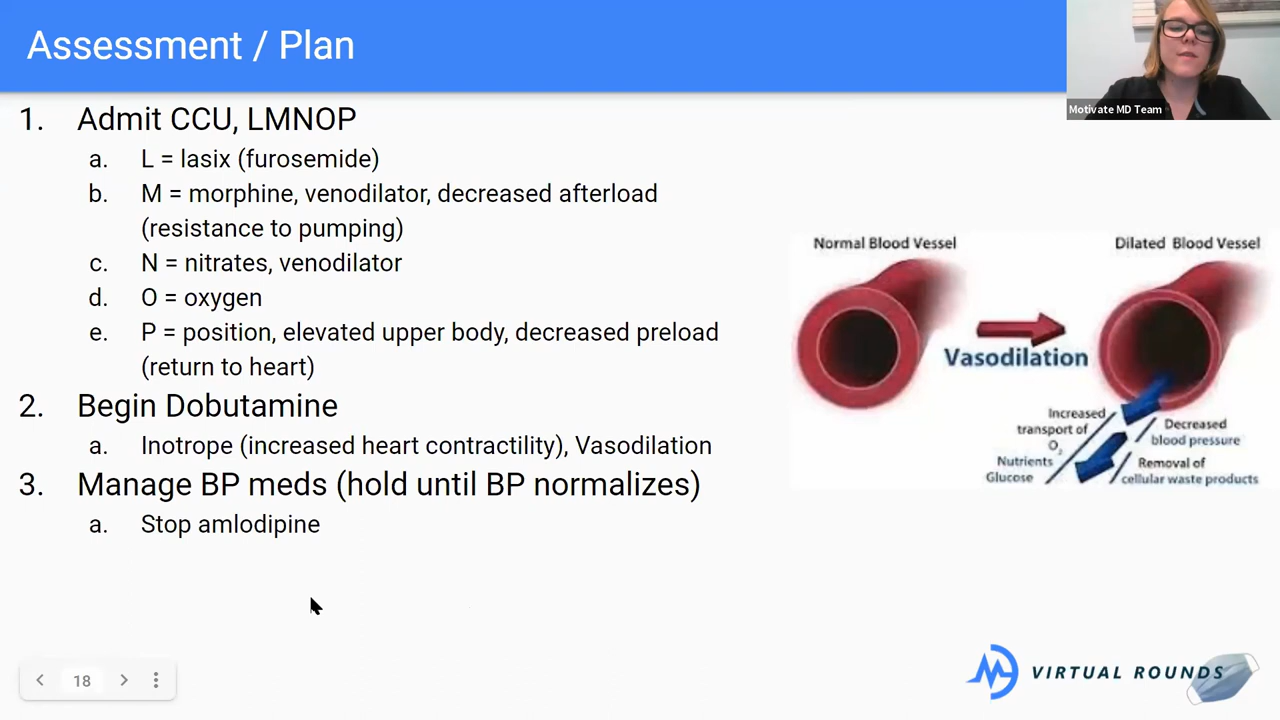 Assessment / Plan
Motivate MD Team
1. Admit CCU, LMNOP
a. L = lasix (furosemide)
b. M = morphine, venodilator, decreased afterload
(resistance to pumping)
c. N = nitrates, venodilator
d. O = oxygen
e. P = position, elevated upper body, decreased preload
(return to heart)
2. Begin Dobutamine
a. Inotrope (increased heart contractility), Vasodilation
3. Manage BP meds (hold until BP normalizes)
a. Stop amlodipine
Normal Blood Vessel
Dilated Blood Vessel
Vasodilation
Increased
transport of
O2
Nutrients
Glucose
Decreased
blood pressure
Removal of
cellular waste products
18
VIRTUAL ROUNDS